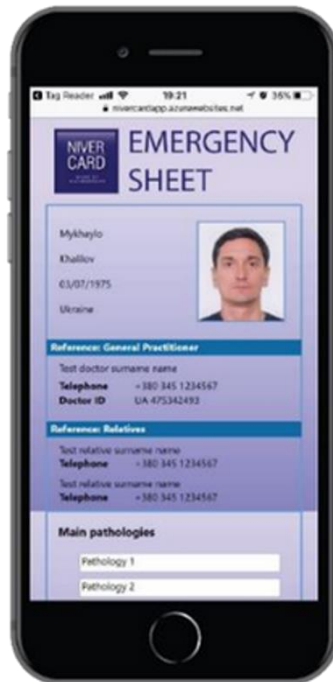 Tag Reader 19:21 36%
nivercardapp.azurewebsites.net
NIVER
CARD
EMERGENCY
SHEET
Mykhaylo
Khalilov
03/07/1975
Ukraine
Reference: General Practitioner
Test doctor surname name
Telephone +380 345 1234567
Doctor ID UA 475342493
Reference: Relatives
Test relative surname name
Telephone +380 345 1234567
Test relative surname name
Telephone +380 345 1234567
Main pathologies
Pathology 1
Pathology 2